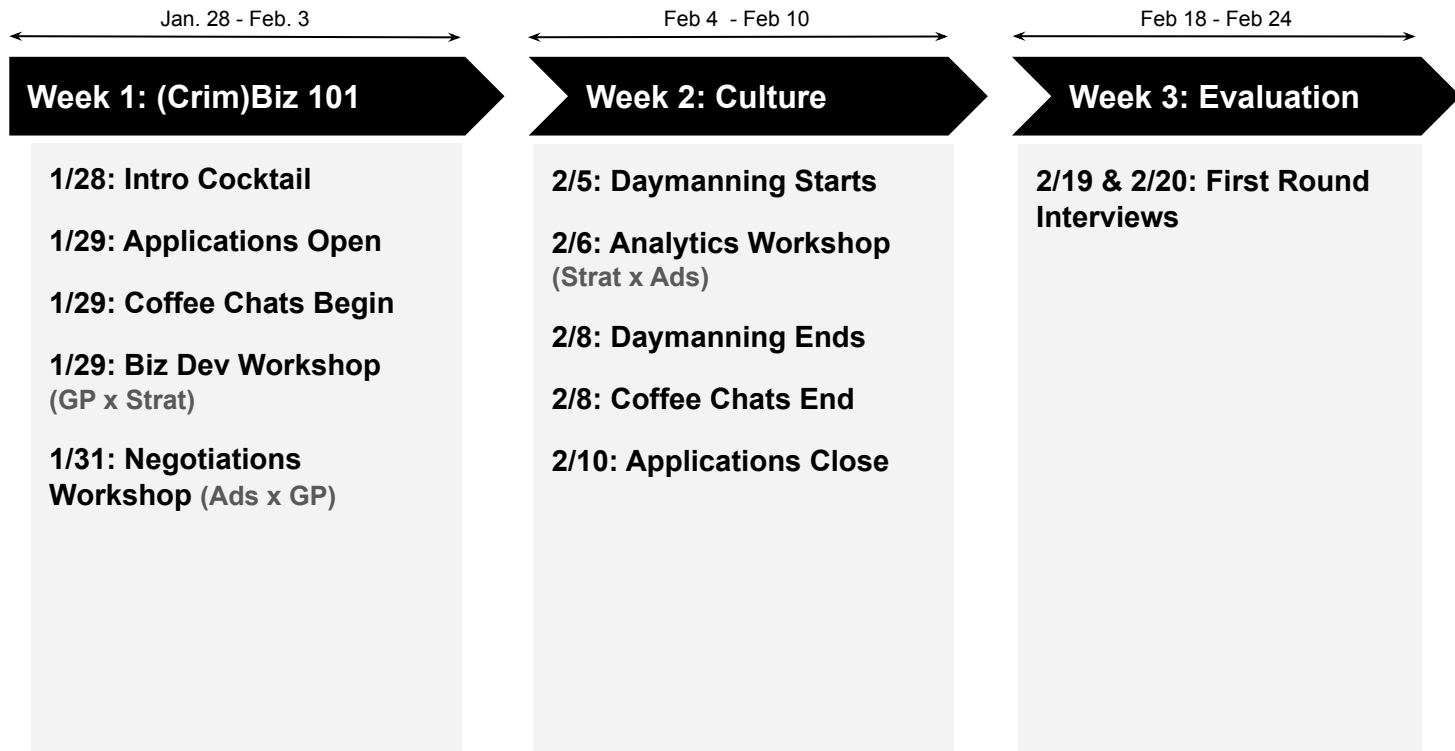 Jan. 28 - Feb. 3
Week 1: (Crim)Biz 101
1/28: Intro Cocktail
1/29: Applications Open
1/29: Coffee Chats Begin
1/29: Biz Dev Workshop
(GP x Strat)
1/31: Negotiations
Workshop (Ads x GP)
Feb 4 - Feb 10
Week 2: Culture
2/5: Daymanning Starts
2/6: Analytics Workshop
(Strat x Ads)
2/8: Daymanning Ends
2/8: Coffee Chats End
2/10: Applications Close
Feb 18 - Feb 24
Week 3: Evaluation
2/19 & 2/20: First Round
Interviews